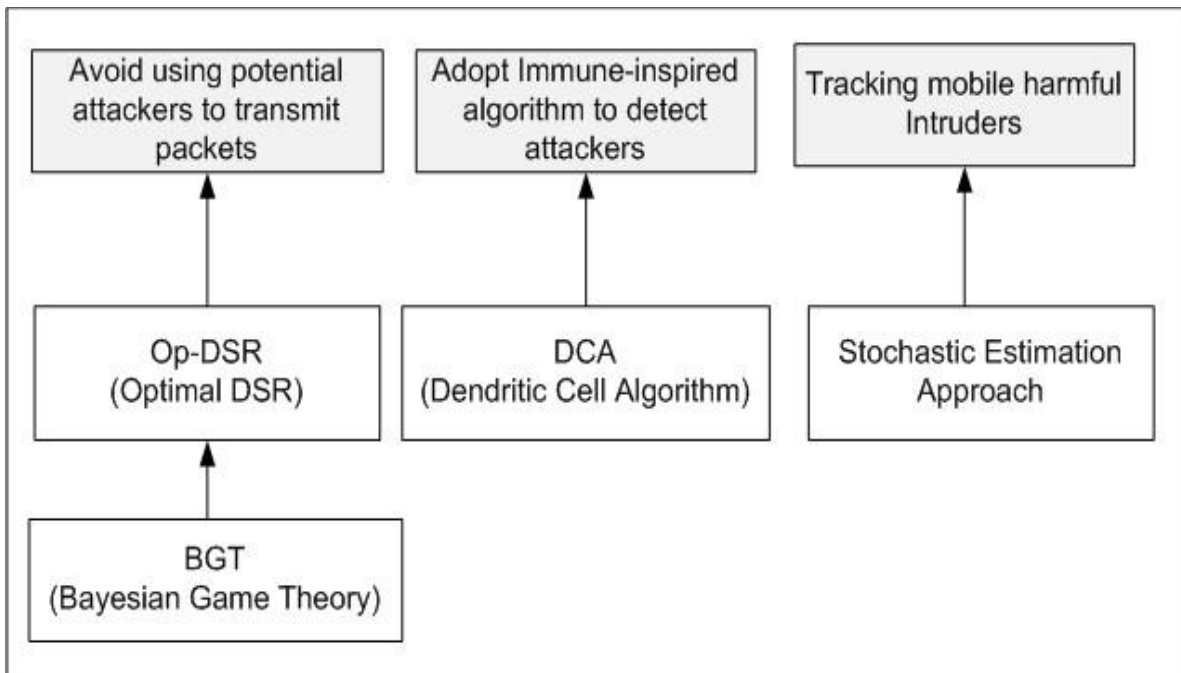 Avoid using potential
attackers to transmit
packets
Adopt Immune-inspired
algorithm to detect
attackers
Tracking mobile harmful
Intruders
Op-DSR
(Optimal DSR)
DCA
(Dendritic Cell Algorithm)
Stochastic Estimation
Approach
BGT
(Bayesian Game Theory)